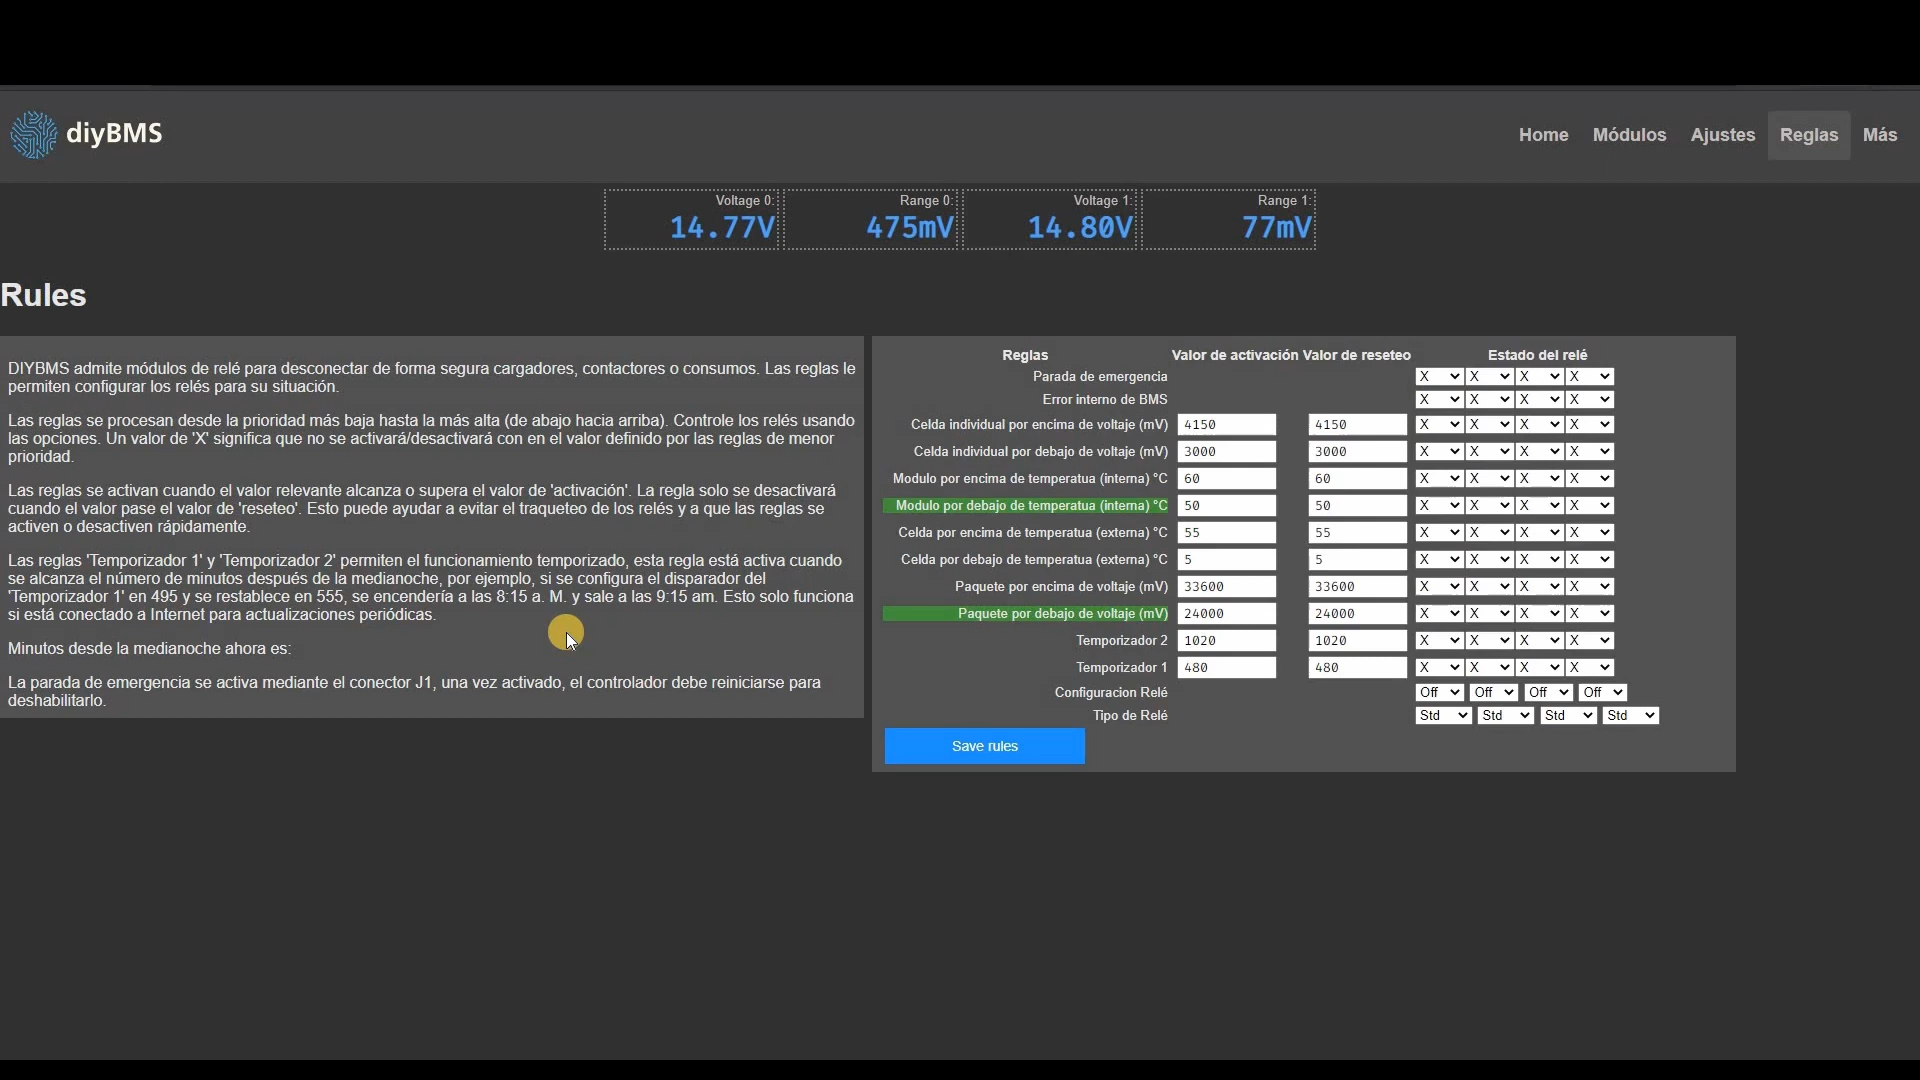 diyBMS
Home Módulos Ajustes Reglas Más
Voltage 0: Range 0: Voltage 1: Range 1:
14.77V 475mV 14.80V 77mV
Rules
DIYBMS admite módulos de relé para desconectar de forma segura cargadores, contactores o consumos. Las reglas le
permiten configurar los relés para su situación.
Las reglas se procesan desde la prioridad más baja hasta la más alta (de abajo hacia arriba). Controle los relés usando
las opciones. Un valor de 'X' significa que no se activará/desactivará con en el valor definido por las reglas de menor
prioridad.
Las reglas se activan cuando el valor relevante alcanza o supera el valor de 'activación'. La regla solo se desactivará
cuando el valor pase el valor de 'reseteo'. Esto puede ayudar a evitar el traqueteo de los relés y a que las reglas se
activen o desactiven rápidamente.
Las reglas 'Temporizador 1' y 'Temporizador 2' permiten el funcionamiento temporizado, esta regla está activa cuando
se alcanza el número de minutos después de la medianoche, por ejemplo, si se configura el disparador del
'Temporizador 1' en 495 y se restablece en 555, se encendería a las 8:15 a. M. y sale a las 9:15 am. Esto solo funciona
si está conectado a Internet para actualizaciones periódicas.
Minutos desde la medianoche ahora es:
La parada de emergencia se activa mediante el conector J1, una vez activado, el controlador debe reiniciarse para
deshabilitarlo.
Reglas Valor de activación Valor de reseteo Estado del relé
Parada de emergencia X X X X
Error interno de BMS X X X X
Celda individual por encima de voltaje (mV) 4150 4150 X X X X
Celda individual por debajo de voltaje (mV) 3000 3000 X X X X
Modulo por encima de temperatua (interna) °C 60 60 X X X X
Modulo por debajo de temperatua (interna) °C 50 50 X X X X
Celda por encima de temperatua (externa) °C 55 55 X X X X
Celda por debajo de temperatua (externa) °C 5 5 X X X X
Paquete por encima de voltaje (mV) 33600 33600 X X X X
Paquete por debajo de voltaje (mV) 24000 24000 X X X X
Temporizador 2 1020 1020 X X X X
Temporizador 1 480 480 X X X X
Configuracion Relé Off Off Off Off
Tipo de Relé Std Std Std Std
Save rules